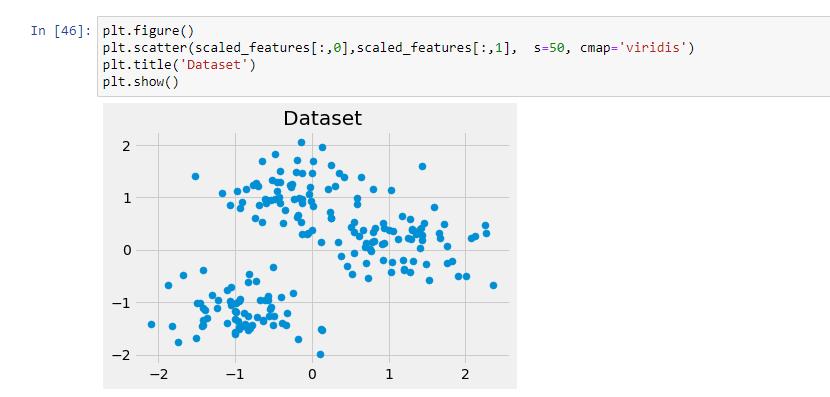 In [46]: plt.figure()
plt.scatter(scaled_features[:,0],scaled_features[:,1],  s=50, cmap='viridis')
plt.title('Dataset')
plt.show()
Dataset
2
1
0
−1
−2
−2 −1 0 1 2